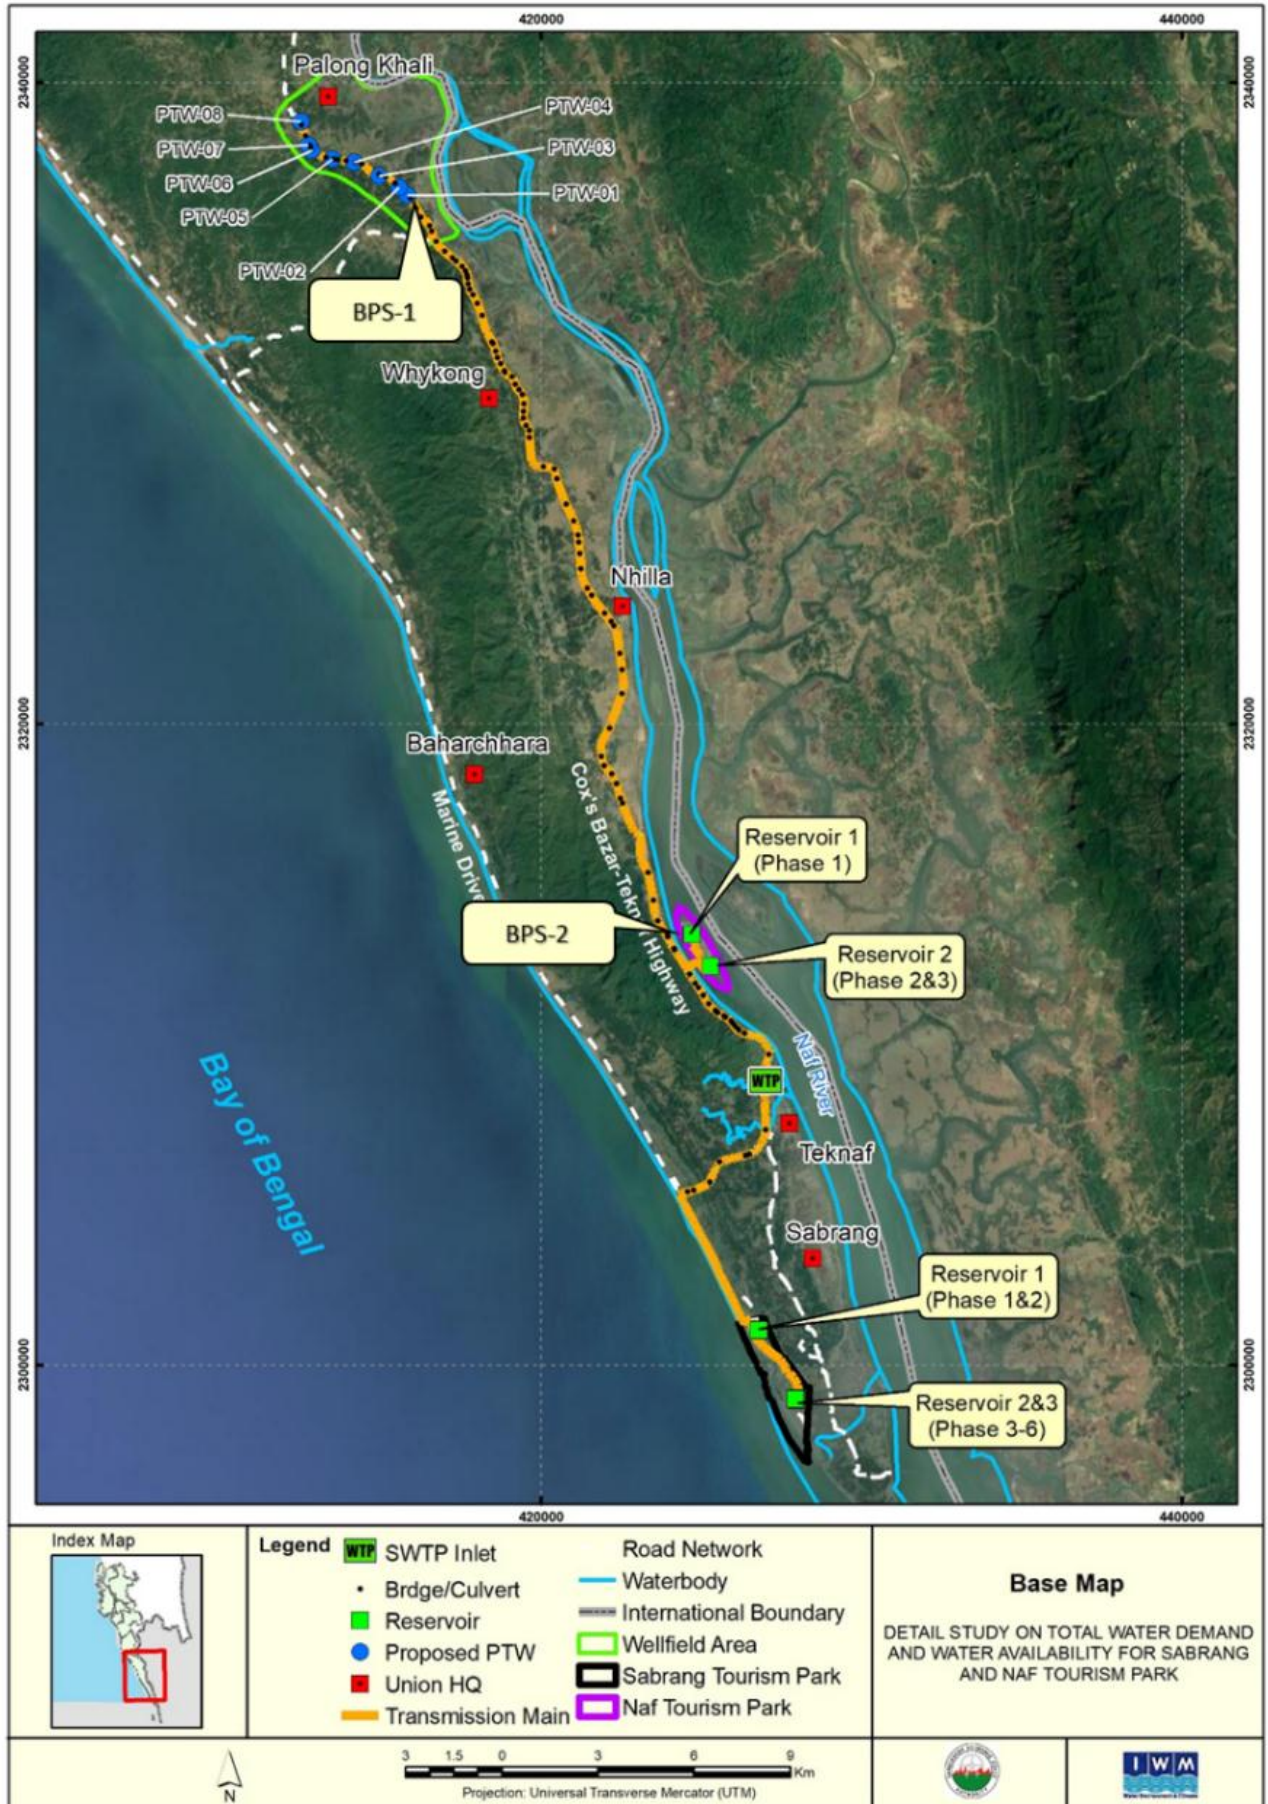 420000
440000
2340000
2340000
Palong Khali
PTW-08
PTW-04
PTW-07
PTW-03
PTW-06
PTW-01
PTW-05
PTW-02
BPS-1
Whykong
Nhilla
2320000
2320000
Baharchhara
Marine Drive
Cox's Bazar-Tekn
Highway
Reservoir 1
(Phase 1)
BPS-2
Reservoir 2
(Phase 2&3)
Naf River
WTP
Bay of Bengal
Teknaf
Sabrang
Reservoir 1
(Phase 1&2)
2300000
2300000
Reservoir 2&3
(Phase 3-6)
420000
440000
Index Map
Legend
WTP SWTP Inlet
Brdge/Culvert
Reservoir
Proposed PTW
Union HQ
Transmission Main
Road Network
Waterbody
International Boundary
Wellfield Area
Sabrang Tourism Park
Naf Tourism Park
Base Map
DETAIL STUDY ON TOTAL WATER DEMAND
AND WATER AVAILABILITY FOR SABRANG
AND NAF TOURISM PARK
N
3 1.5 0 3 6 9
Km
Projection: Universal Transverse Mercator (UTM)
IWM